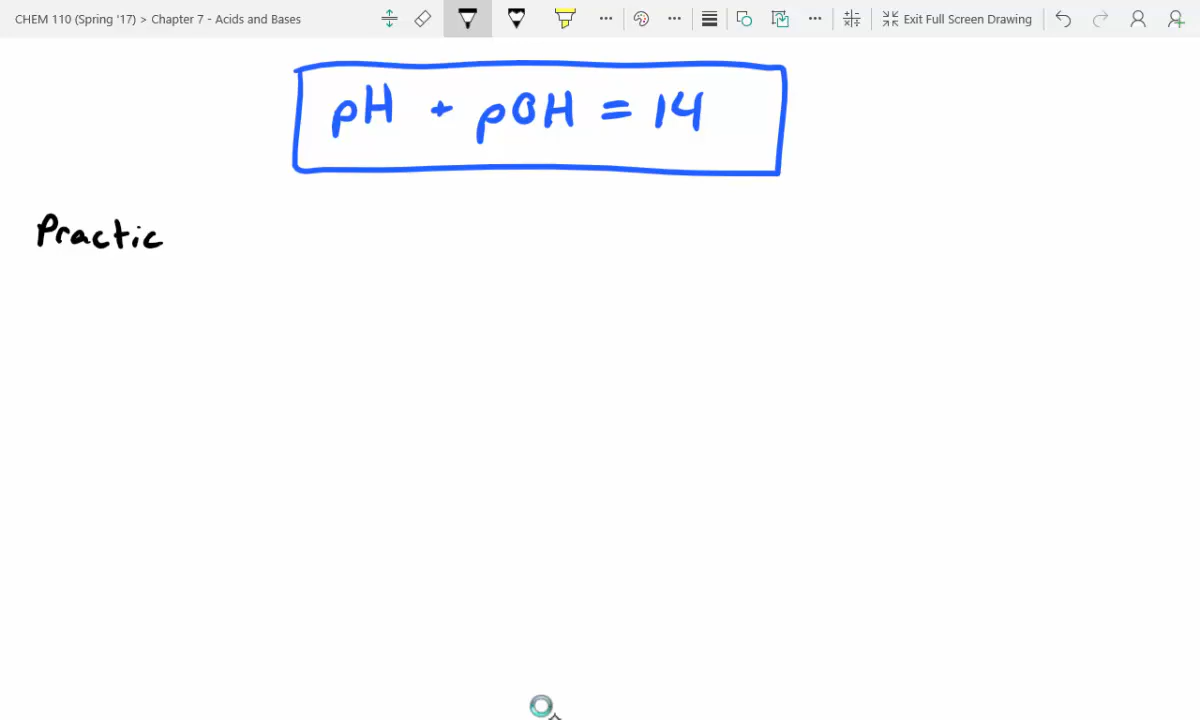 CHEM 110 (Spring '17) > Chapter 7 - Acids and Bases
Exit Full Screen Drawing
pH + pOH = 14
Practic